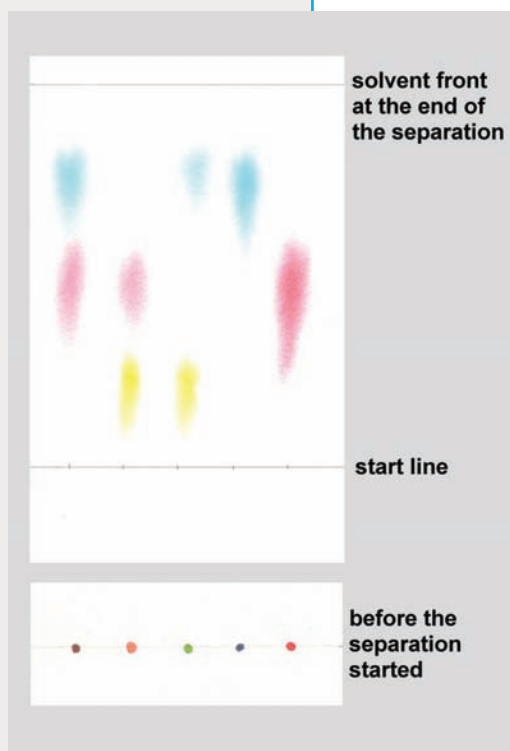 solvent front
at the end of
the separation
start line
before the
separation
started